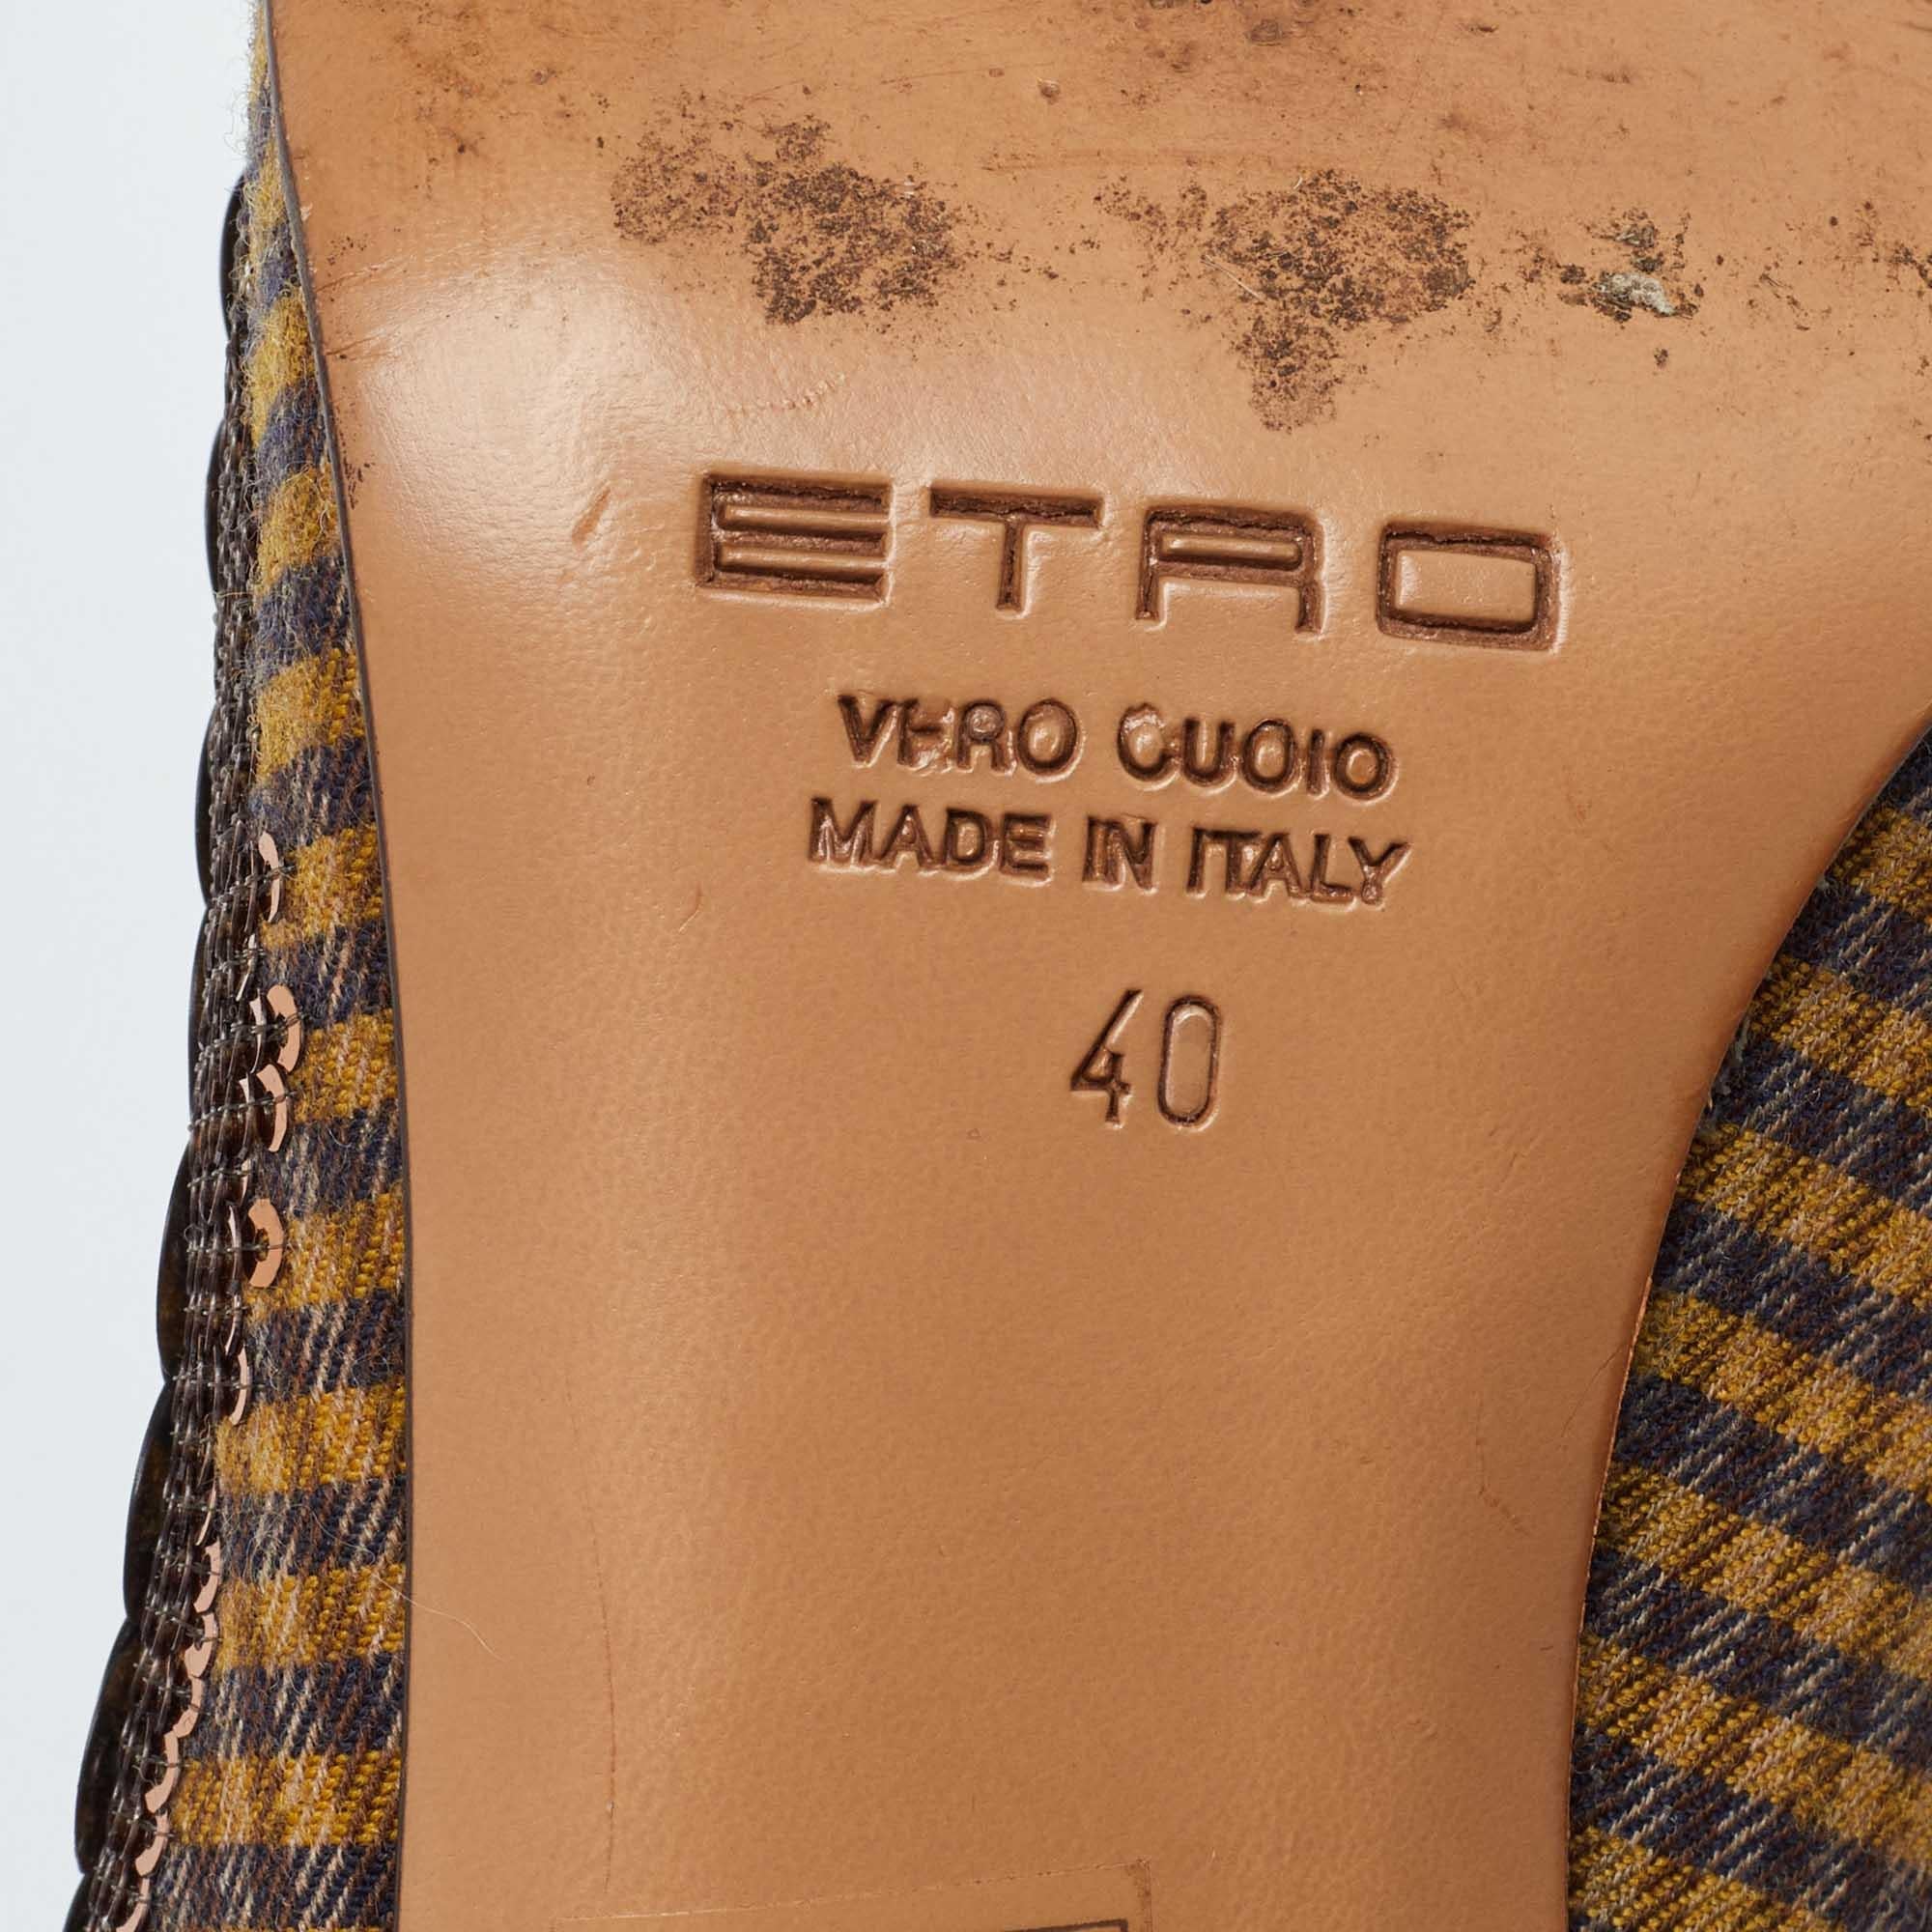 ETRO
VERO CUOIO
MADE IN ITALY
40